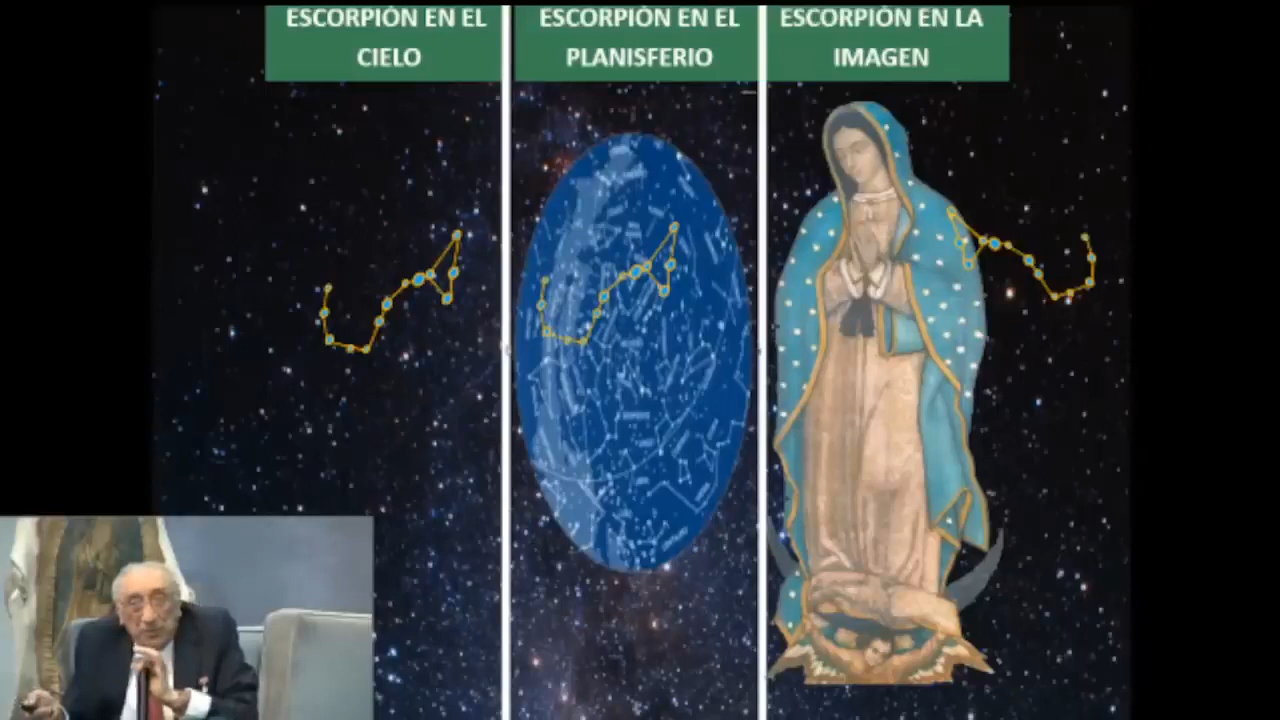 ESCORPIÓN EN EL
CIELO
ESCORPIÓN EN EL
PLANISFERIO
ESCORPIÓN EN LA
IMAGEN